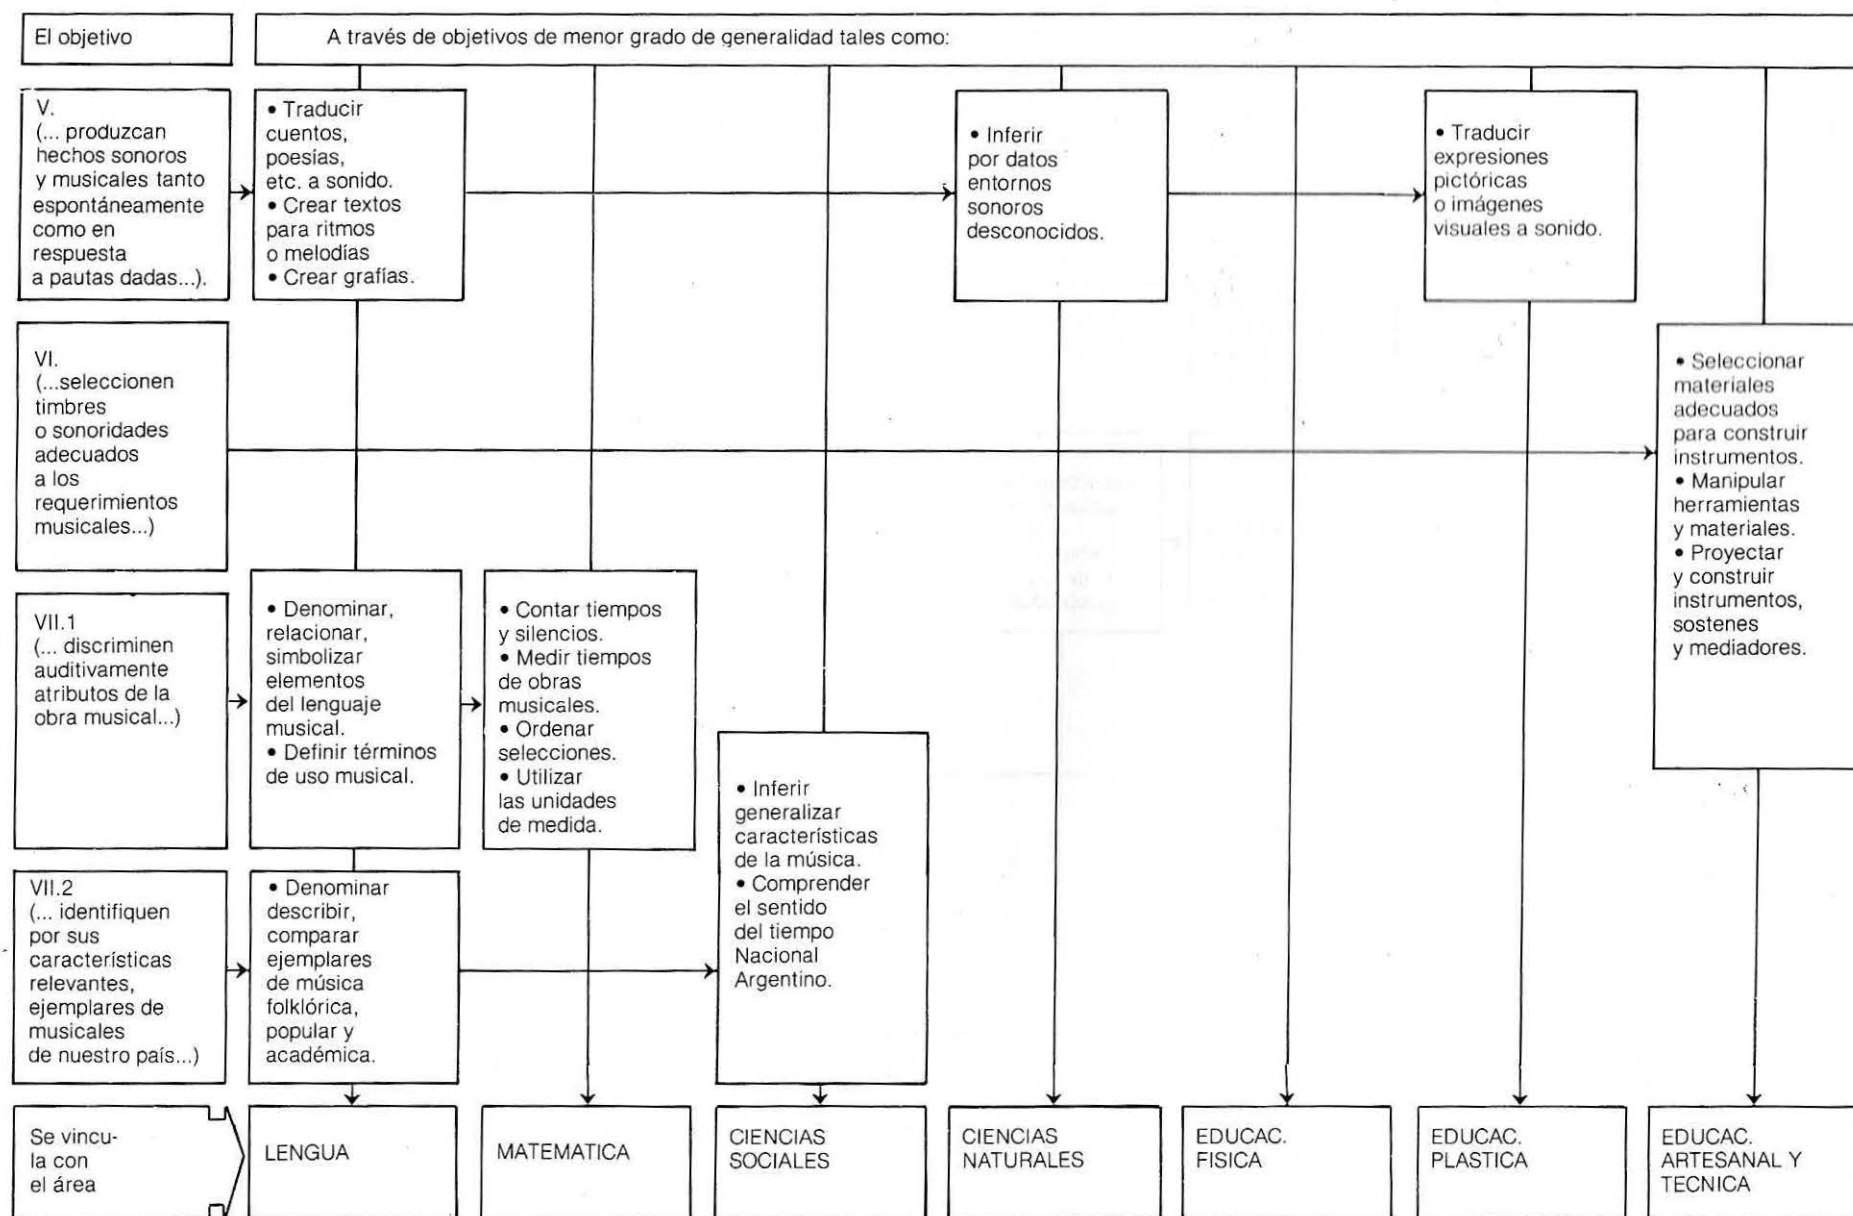 El objetivo
A través de objetivos de menor grado de generalidad tales como:
V.
(... produzcan
hechos sonoros
y musicales tanto
espontáneamente
como en
respuesta
a pautas dadas...).
• Traducir
cuentos,
poesías,
etc. a sonido.
• Crear textos
para ritmos
o melodías
• Crear grafías.
• Inferir
por datos
entornos
sonoros
desconocidos.
• Traducir
expresiones
pictóricas
o imágenes
visuales a sonido.
VI.
(...seleccionen
timbres
o sonoridades
adecuados
a los
requerimientos
musicales...)
• Seleccionar
materiales
adecuados
para construir
instrumentos.
• Manipular
herramientas
y materiales.
• Proyectar
y construir
instrumentos,
sostenes
y mediadores.
VII.1
(... discriminen
auditivamente
atributos de la
obra musical...)
• Denominar,
relacionar,
simbolizar
elementos
del lenguaje
musical.
• Definir términos
de uso musical.
• Contar tiempos
y silencios.
• Medir tiempos
de obras
musicales.
• Ordenar
selecciones.
• Utilizar
las unidades
de medida.
• Inferir
generalizar
características
de la música.
• Comprender
el sentido
del tiempo
Nacional
Argentino.
VII.2
(... identifiquen
por sus
características
relevantes,
ejemplares de
musicales
de nuestro país...)
• Denominar
describir,
comparar
ejemplares
de música
folklórica,
popular y
académica.
Se vincu-
la con
el área
LENGUA
MATEMATICA
CIENCIAS
SOCIALES
CIENCIAS
NATURALES
EDUCAC.
FISICA
EDUCAC.
PLASTICA
EDUCAC.
ARTESANAL Y
TECNICA